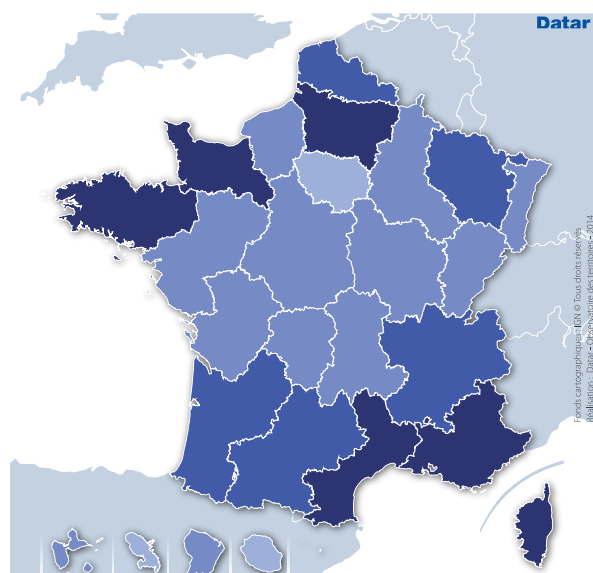 Datar
Fonds cartographiques : IGN © Tous droits réservés
Réalisation : Datar • Observatoire des territoires • 2014